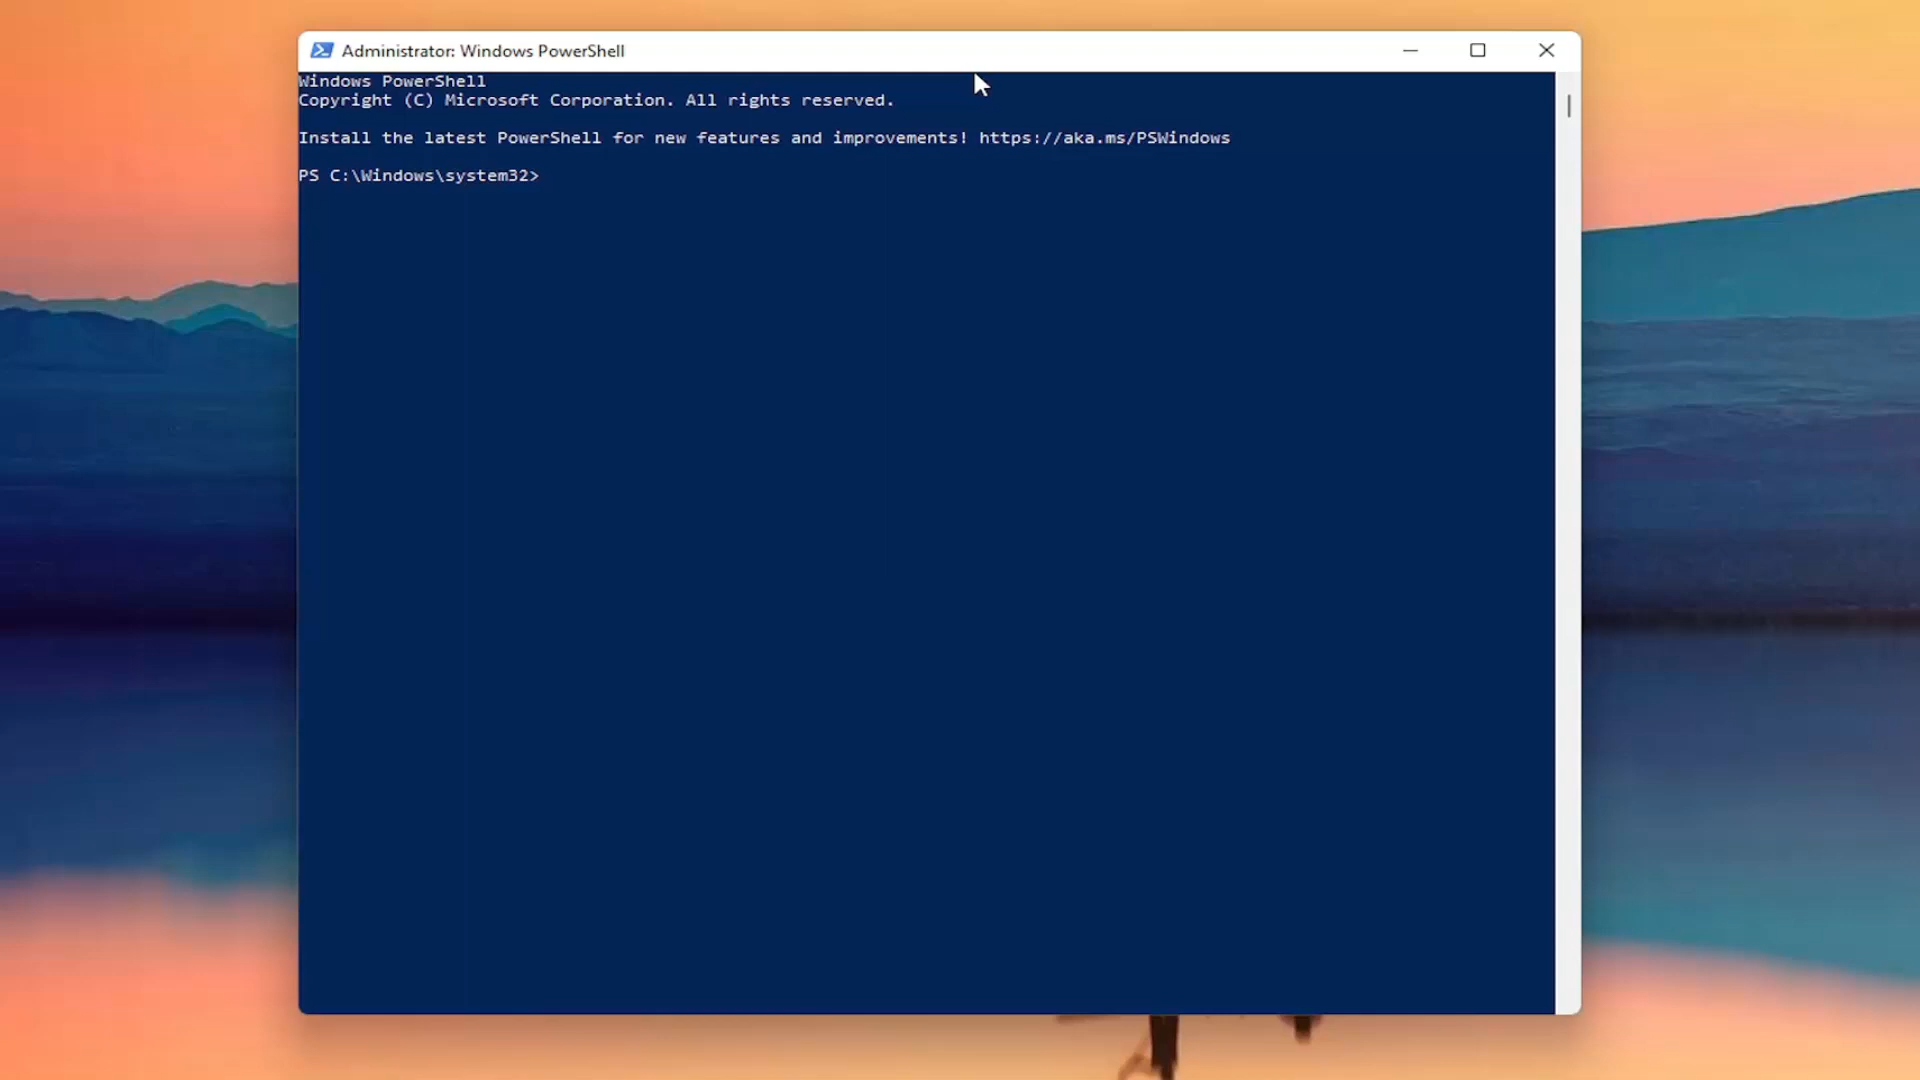 Administrator: Windows PowerShell
Windows PowerShell
Copyright (C) Microsoft Corporation. All rights reserved.
Install the latest PowerShell for new features and improvements! https://aka.ms/PSWindows
PS C:\Windows\system32>